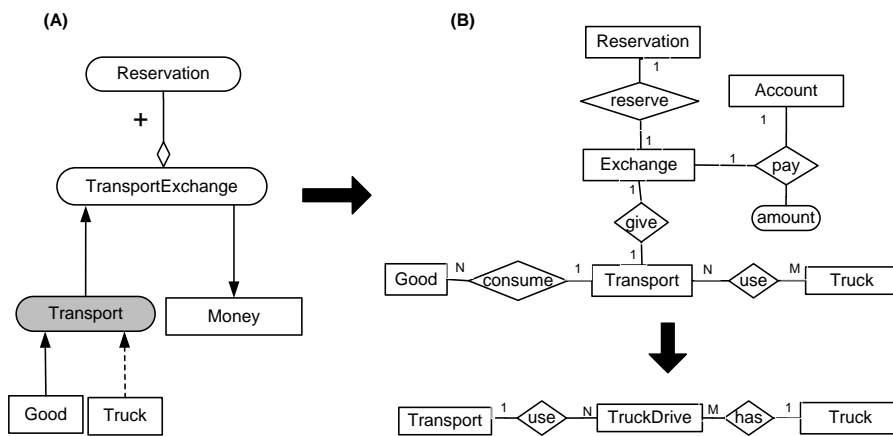 (A)
Reservation
+
TransportExchange
Transport
Money
Good
Truck
(B)
Reservation
1
reserve
1
Account
1
Exchange
1
pay
1
give
amount
1
Good
N
consume
1
Transport
N
use
M
Truck
Transport
1
use
N
TruckDrive
M
has
1
Truck